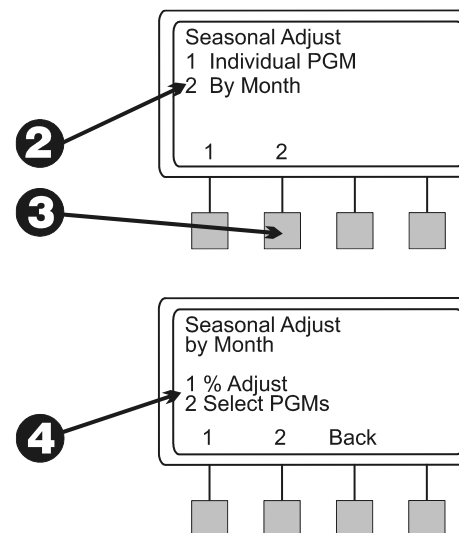 Seasonal Adjust
1 Individual PGM
2 By Month
2
1 2
3
Seasonal Adjust
by Month
1 % Adjust
2 Select PGMs
4
1 2 Back